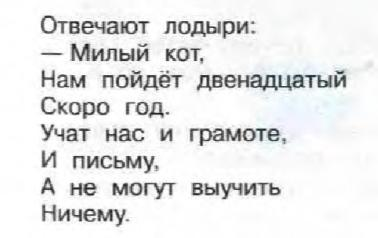 Отвечают лодыри:
— Милый кот,
Нам пойдёт двенадцатый
Скоро год.
Учат нас и грамоте,
И письму,
А не могут выучить
Ничему.